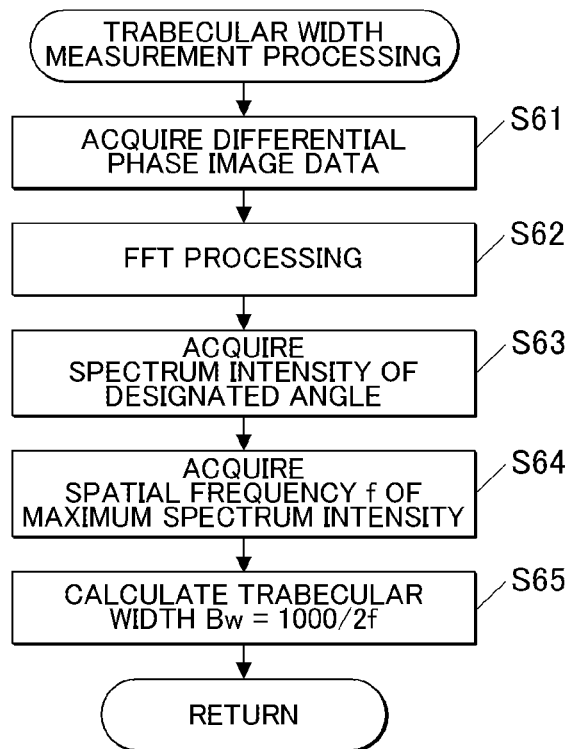 TRABECULAR WIDTH
MEASUREMENT PROCESSING
S61
ACQUIRE DIFFERENTIAL
PHASE IMAGE DATA
S62
FFT PROCESSING
S63
ACQUIRE
SPECTRUM INTENSITY OF
DESIGNATED ANGLE
S64
ACQUIRE
SPATIAL FREQUENCY f OF
MAXIMUM SPECTRUM INTENSITY
S65
CALCULATE TRABECULAR
WIDTH Bw = 1000/2f
RETURN